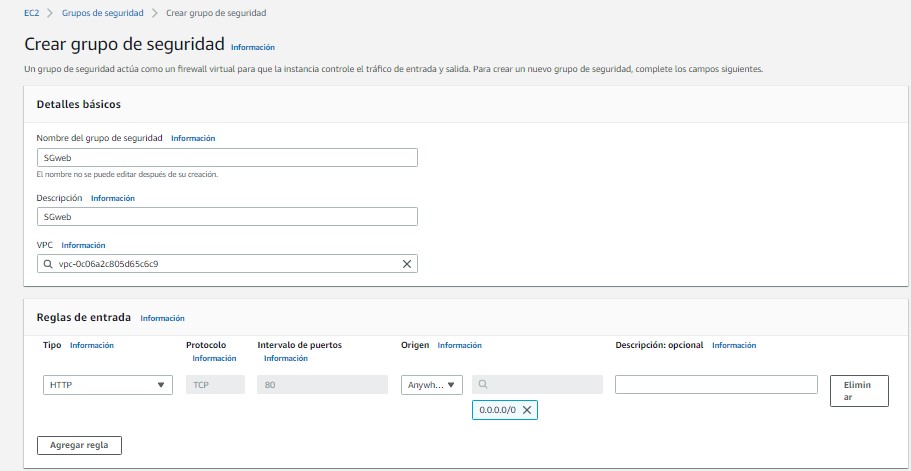 EC2 > Grupos de seguridad > Crear grupo de seguridad
Crear grupo de seguridad Información
Un grupo de seguridad actúa como un firewall virtual para que la instancia controle el tráfico de entrada y salida. Para crear un nuevo grupo de seguridad, complete los campos siguientes.
Detalles básicos
Nombre del grupo de seguridad Información
SGweb
El nombre no se puede editar después de su creación.
Descripción Información
SGweb
VPC Información
vpc-0c06a2c805d65c6c9
Reglas de entrada Información
Tipo Información Protocolo Intervalo de puertos Origen Información Descripción: opcional Información
Información Información
HTTP TCP 80 Anywh... Elimin
ar
0.0.0.0/0
Agregar regla